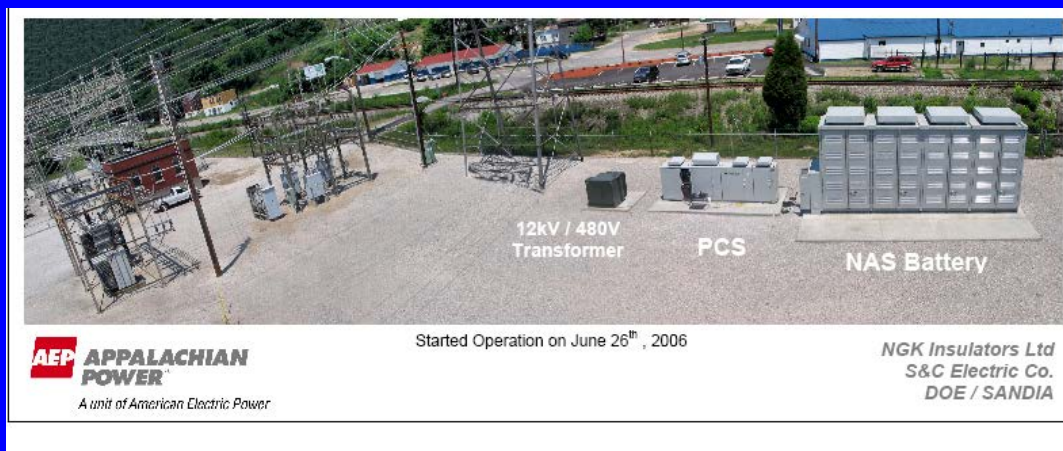 12kV / 480V
Transformer
PCS
NAS Battery
Started Operation on June 26th , 2006
AEP APPALACHIAN
POWER
A unit of American Electric Power
NGK Insulators Ltd
S&C Electric Co.
DOE / SANDIA